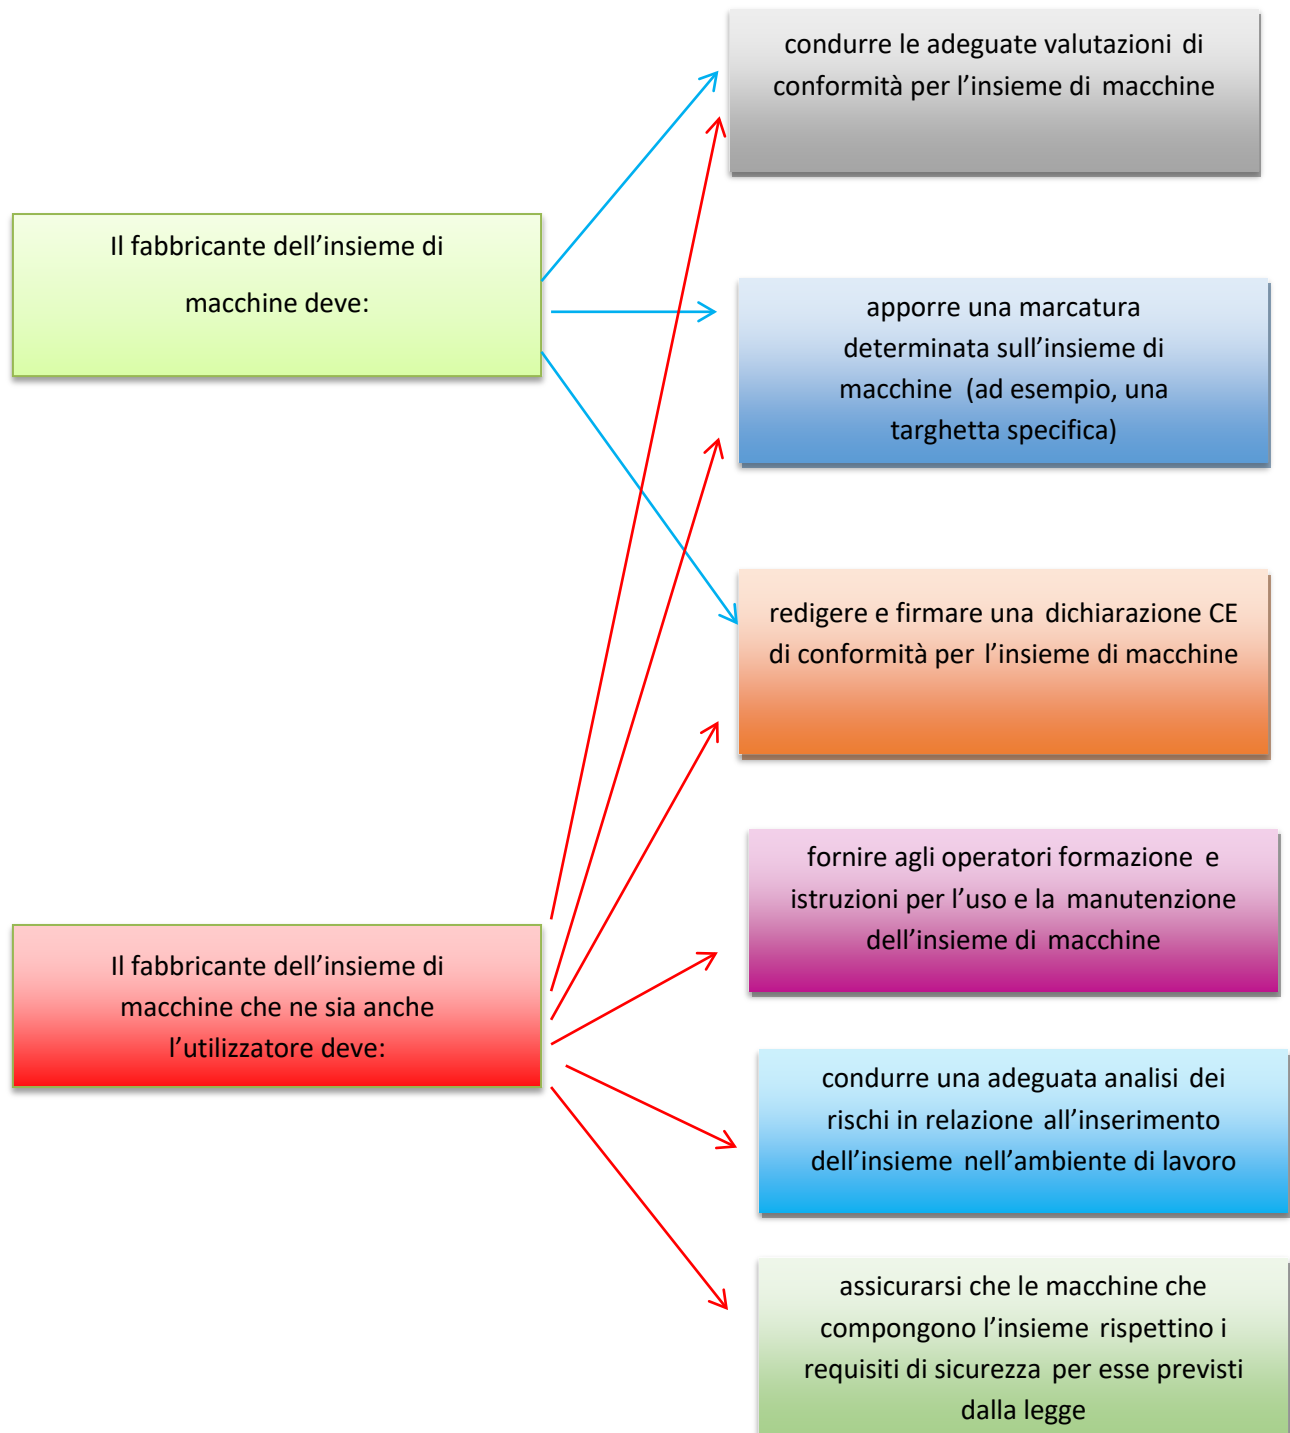 condurre le adeguate valutazioni di
conformità per l’insieme di macchine
Il fabbricante dell’insieme di
macchine deve:
apporre una marcatura
determinata sull’insieme di
macchine (ad esempio, una
targhetta specifica)
redigere e firmare una dichiarazione CE
di conformità per l’insieme di macchine
fornire agli operatori formazione e
istruzioni per l’uso e la manutenzione
dell’insieme di macchine
Il fabbricante dell’insieme di
macchine che ne sia anche
l’utilizzatore deve:
condurre una adeguata analisi dei
rischi in relazione all’inserimento
dell’insieme nell’ambiente di lavoro
assicurarsi che le macchine che
compongono l’insieme rispettino i
requisiti di sicurezza per esse previsti
dalla legge